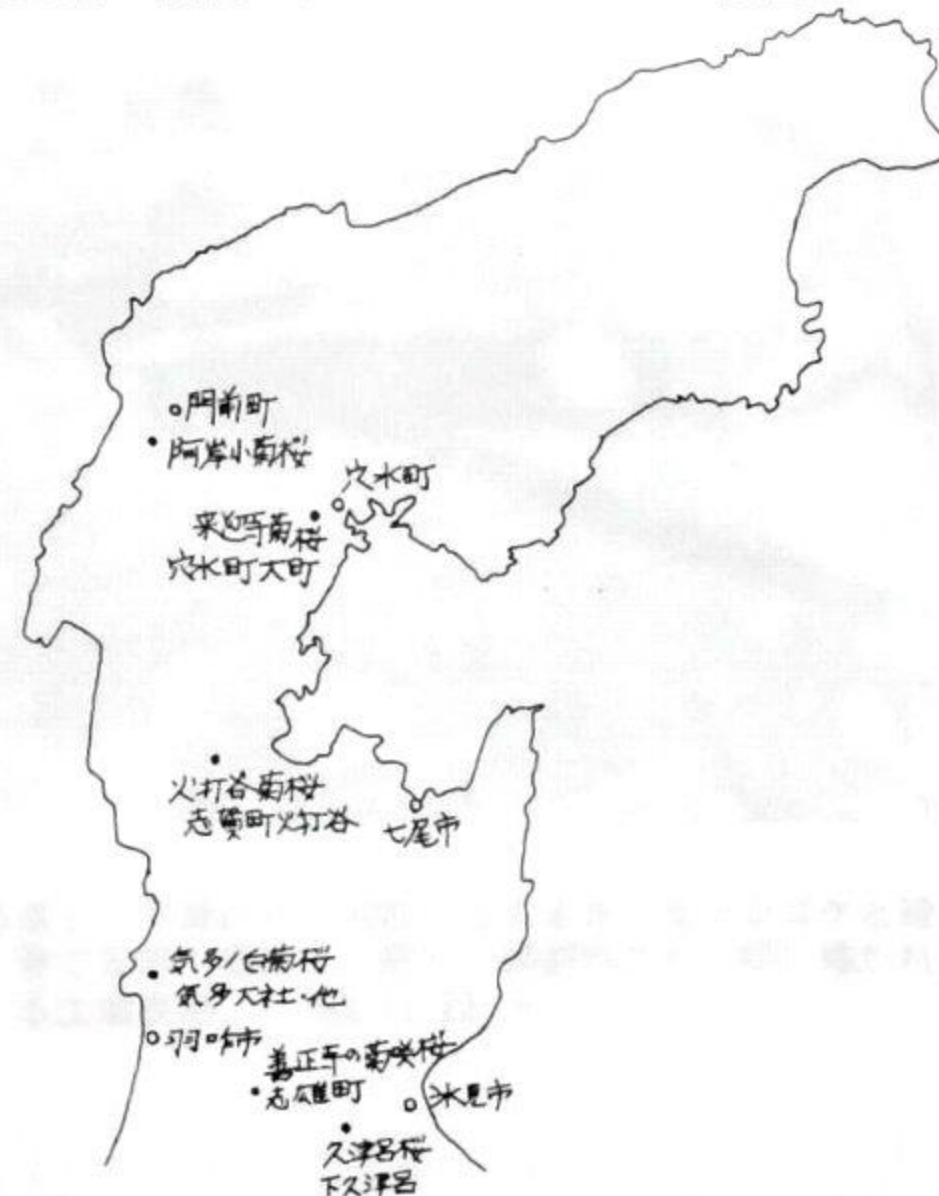 門前町
阿岸小菊桜
穴水町
来迎寺菊桜
穴水町大町
火打谷菊桜
志賀町火打谷
七尾市
気多ノ白菊桜
気多大社・他
羽咋市
善正寺の菊咲桜
志雄町
氷見市
久津呂桜
下久津呂